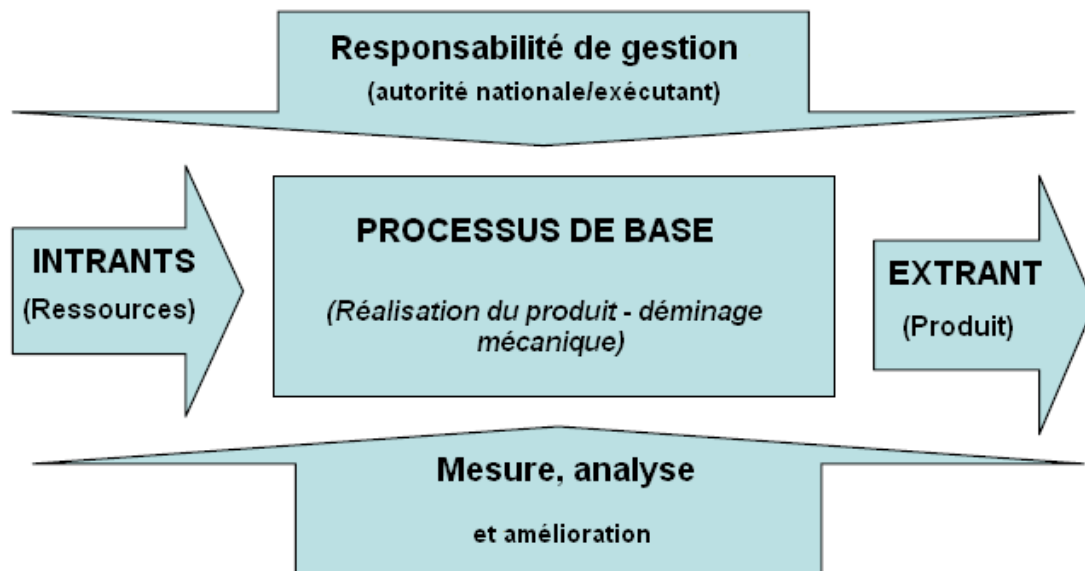 Responsabilité de gestion
(autorité nationale/exécutant)
INTRANTS
(Ressources)
PROCESSUS DE BASE
(Réalisation du produit - déminage
mécanique)
EXTRANT
(Produit)
Mesure, analyse
et amélioration